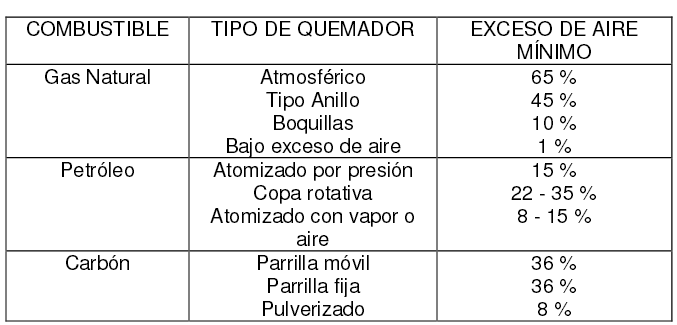 COMBUSTIBLE TIPO DE QUEMADOR EXCESO DE AIRE
MÍNIMO
Gas Natural Atmosférico 65 %
Tipo Anillo 45 %
Boquillas 10 %
Bajo exceso de aire 1 %
Petróleo Atomizado por presión 15 %
Copa rotativa 22 - 35 %
Atomizado con vapor o 8 - 15 %
aire
Carbón Parrilla móvil 36 %
Parrilla fija 36 %
Pulverizado 8 %